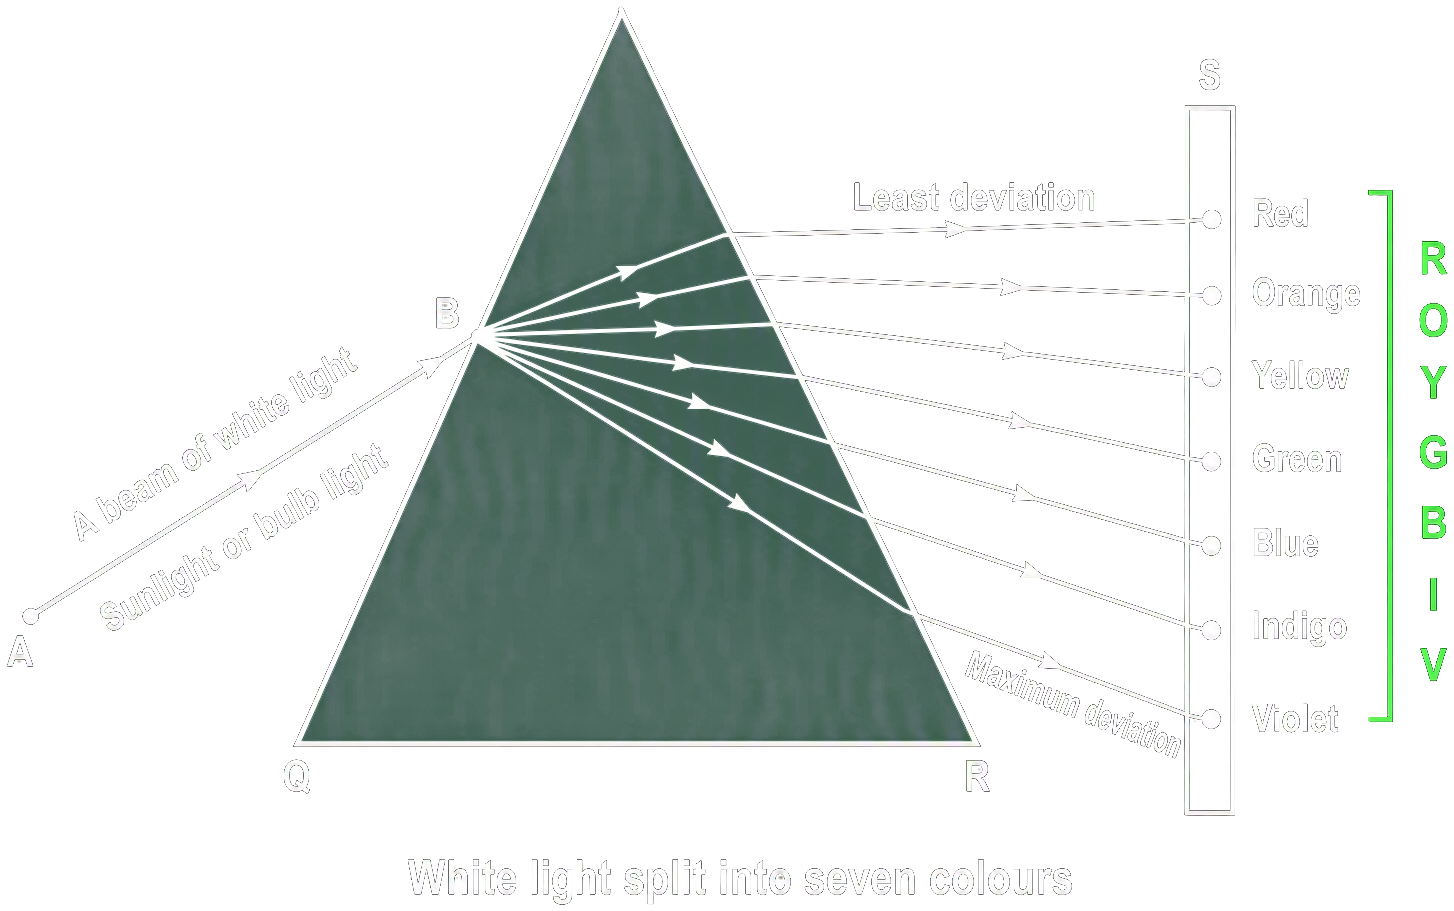 S
Least deviation
Red
Orange
B
Yellow
A beam of white light
Green
Sunlight or bulb light
Blue
A
Indigo
Maximum deviation
Violet
Q
R
R
O
Y
G
B
I
V
White light split into seven colours